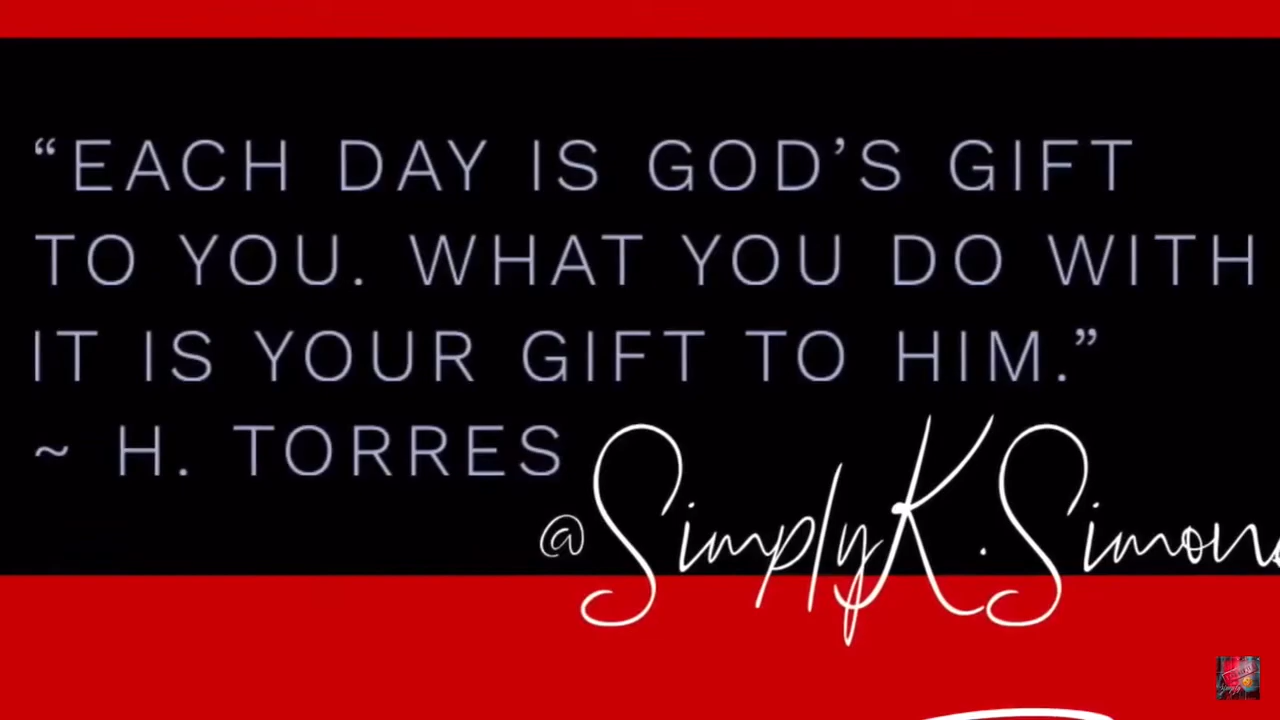 “EACH DAY IS GOD’S GIFT
TO YOU. WHAT YOU DO WITH
IT IS YOUR GIFT TO HIM.”
~ H. TORRES
@SimplyK.Simon